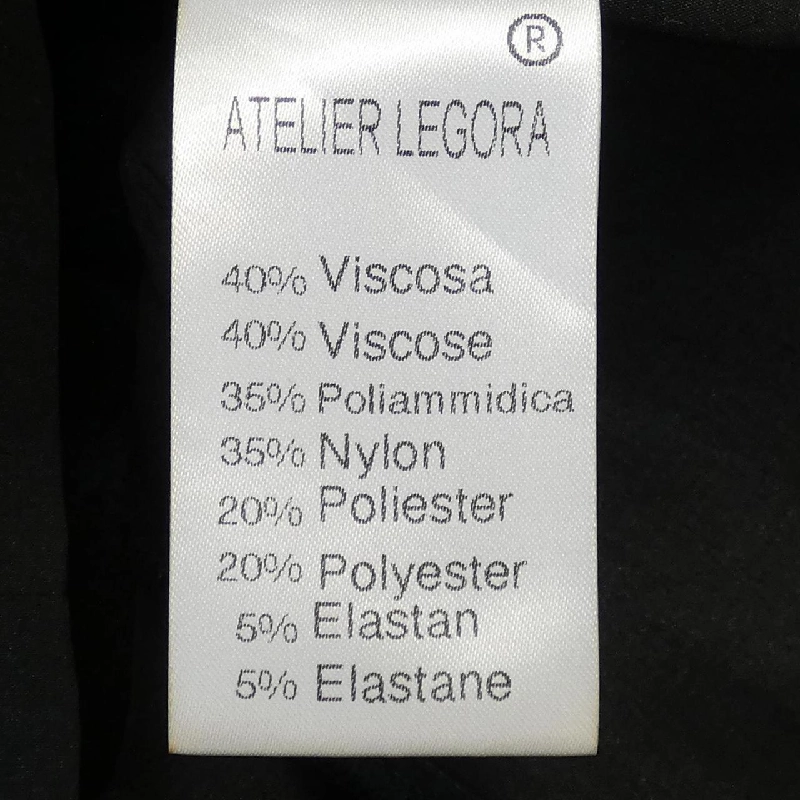 ®
ATELIER LEGORA
40% Viscosa
40% Viscose
35% Poliammidica
35% Nylon
20% Poliester
20% Polyester
5% Elastan
5% Elastane